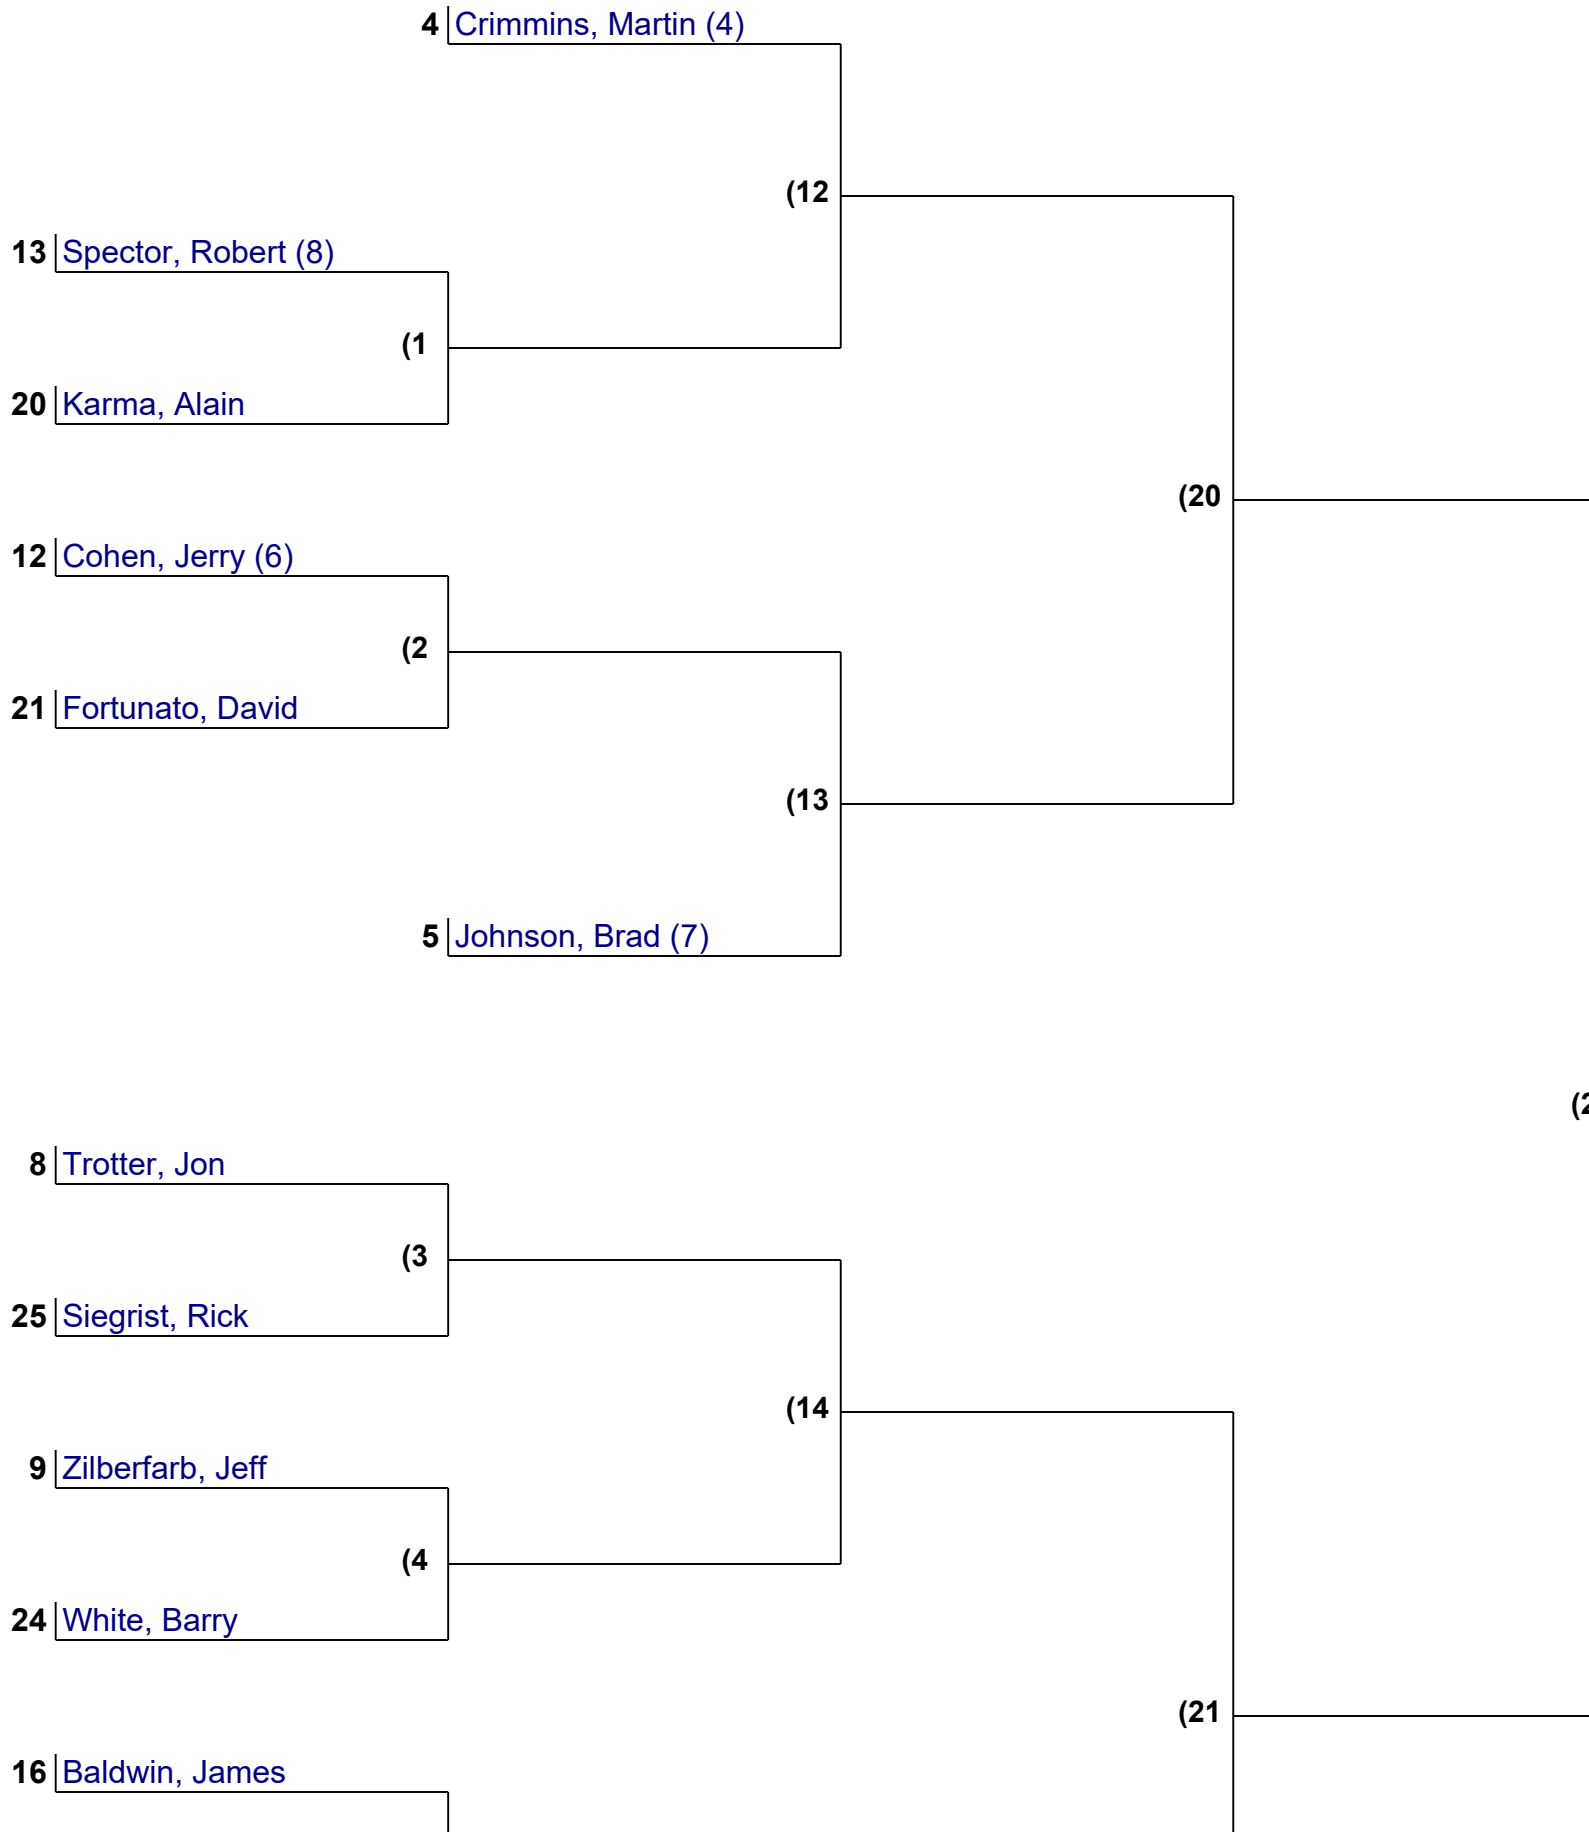 4 Crimmins, Martin (4)
(12
13 Spector, Robert (8)
(1
20 Karma, Alain
(20
12 Cohen, Jerry (6)
(2
21 Fortunato, David
(13
5 Johnson, Brad (7)
(2
8 Trotter, Jon
(3
25 Siegrist, Rick
(14
9 Zilberfarb, Jeff
(4
24 White, Barry
(21
16 Baldwin, James